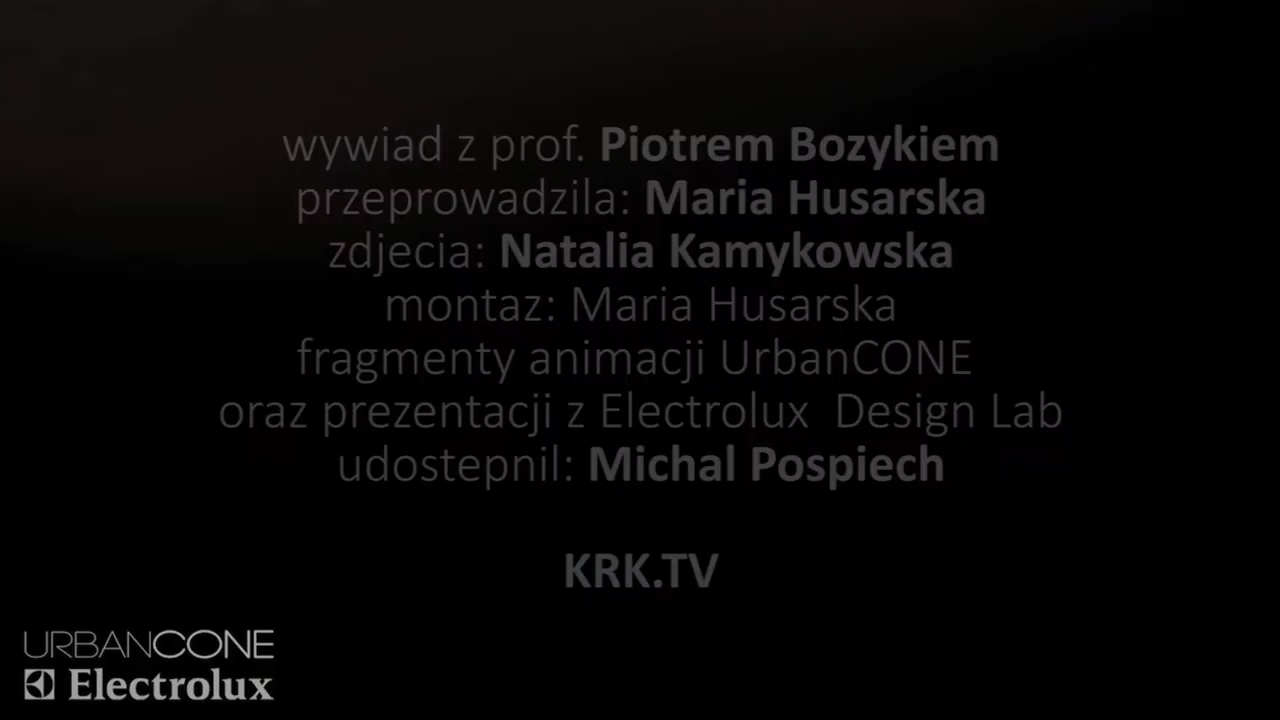 wywiad z prof. Piotrem Bozykiem
przeprowadzila: Maria Husarska
zdjecia: Natalia Kamykowska
montaz: Maria Husarska
fragmenty animacji UrbanCONE
oraz prezentacji z Electrolux Design Lab
udostepnil: Michal Pospiech
KRK.TV
URBANCONE
Electrolux